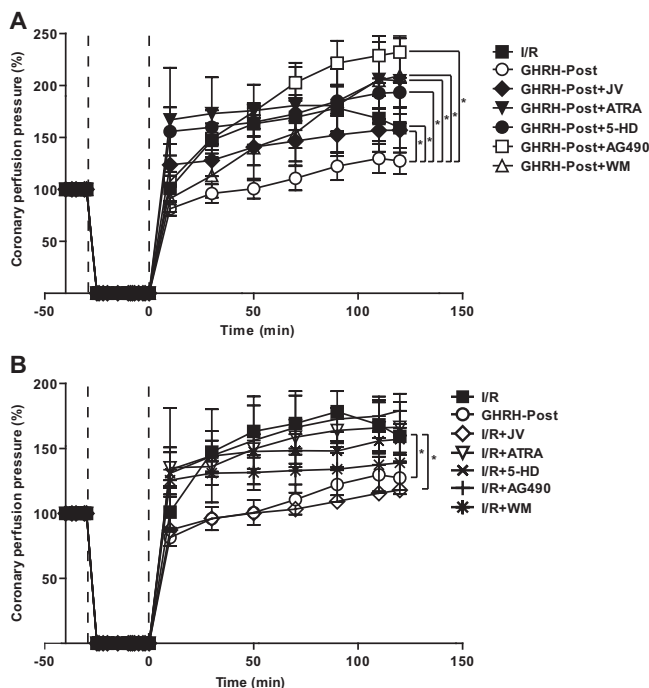 A
Coronary perfusion pressure (%)
250
200
150
100
50
-50
0
50
100
150
Time (min)
* * * * * *
I/R
GHRH-Post
GHRH-Post+JV
GHRH-Post+ATRA
GHRH-Post+5-HD
GHRH-Post+AG490
GHRH-Post+WM
B
Coronary perfusion pressure (%)
200
150
100
50
-50
0
50
100
150
Time (min)
* *
I/R
GHRH-Post
I/R+JV
I/R+ATRA
I/R+5-HD
I/R+AG490
I/R+WM